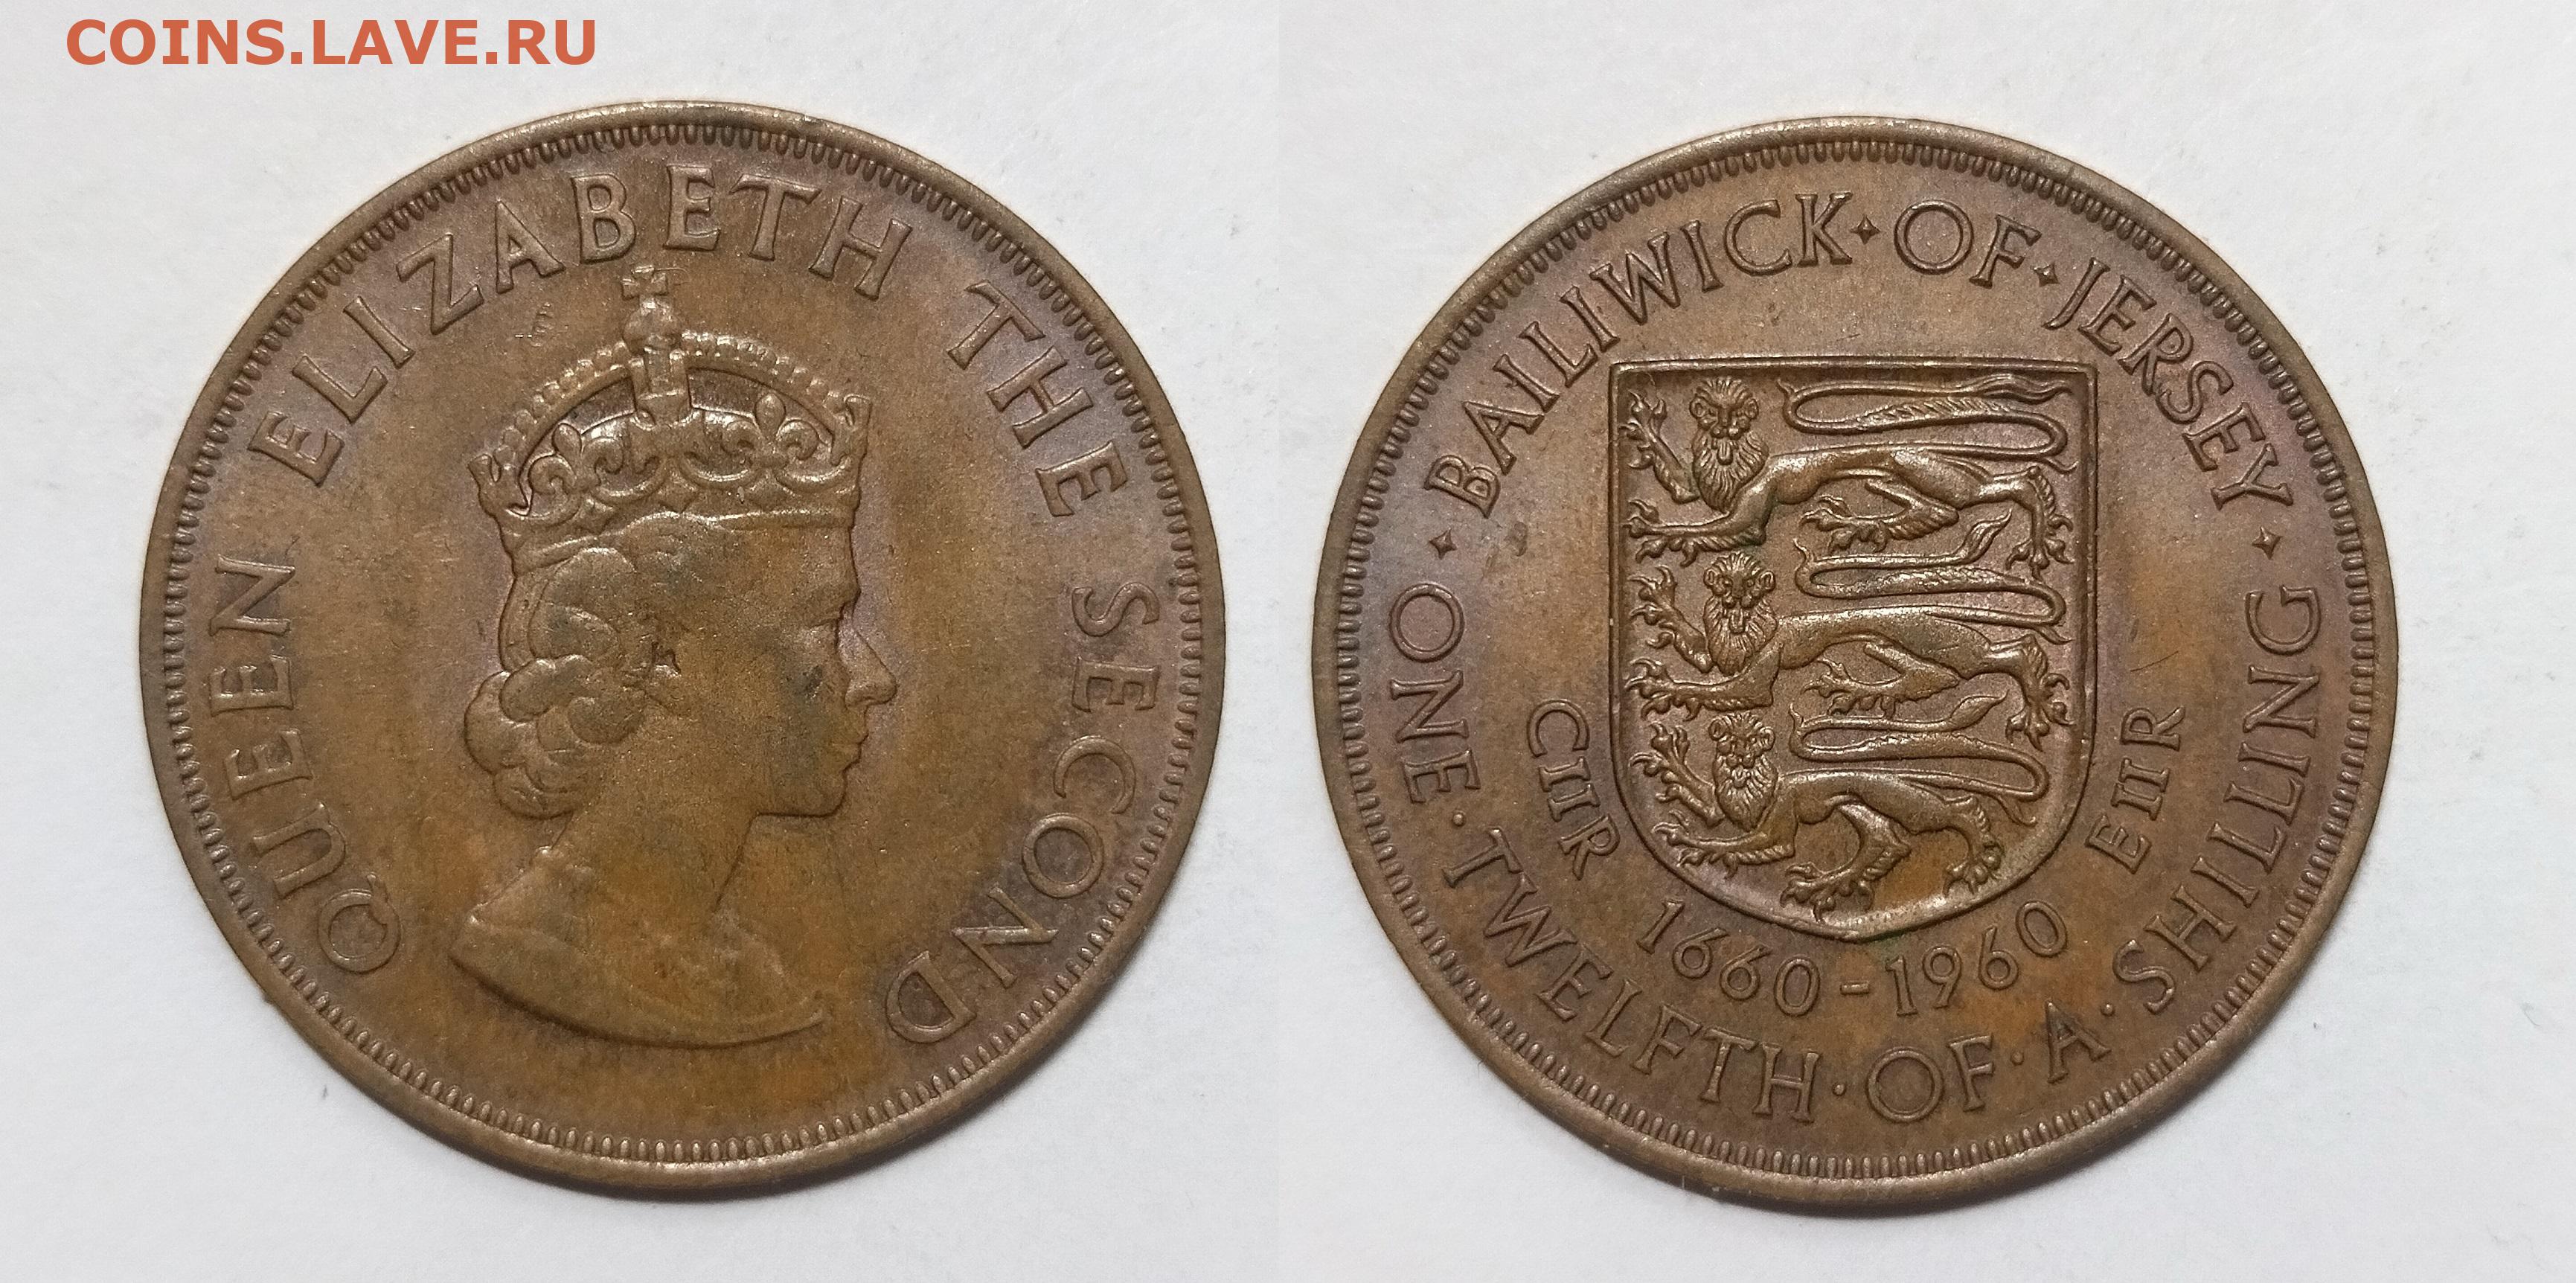 COINS.LAVE.RU
QUEEN ELIZABETH THE SECOND
BAILIWICK · OF · JERSEY
ONE · TWELFTH · OF · A · SHILLING
CIIR
EIIR
1660-1960